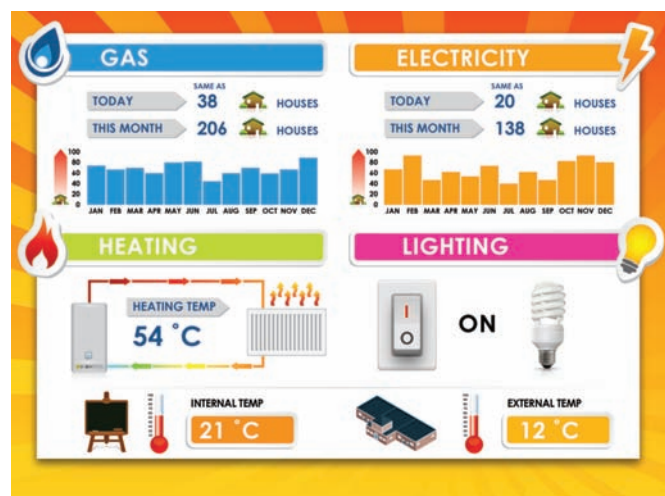 GAS
SAME AS
TODAY 38 HOUSES
THIS MONTH 206 HOUSES
100
80
60
40
20
0
JAN FEB MAR APR MAY JUN JUL AUG SEP OCT NOV DEC
ELECTRICITY
SAME AS
TODAY 20 HOUSES
THIS MONTH 138 HOUSES
100
80
60
40
20
0
JAN FEB MAR APR MAY JUN JUL AUG SEP OCT NOV DEC
HEATING
HEATING TEMP
54 °C
LIGHTING
ON
INTERNAL TEMP
21 °C
EXTERNAL TEMP
12 °C